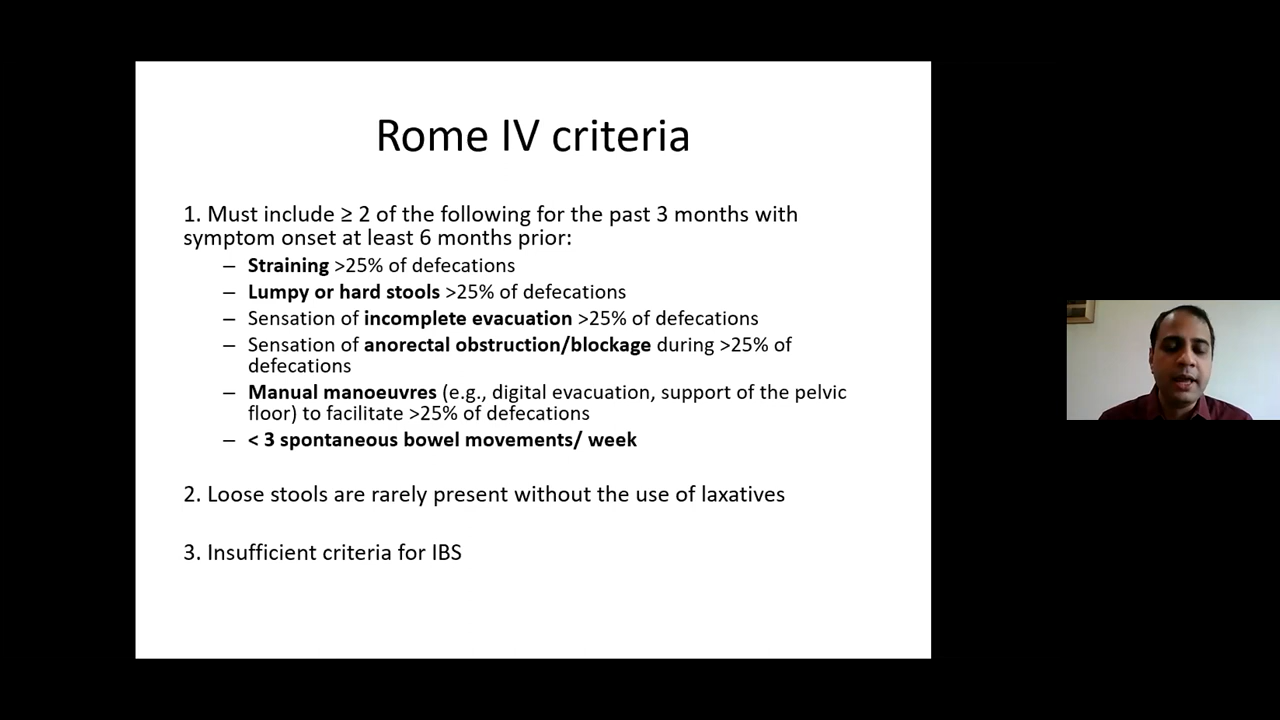 Rome IV criteria
1. Must include ≥ 2 of the following for the past 3 months with
symptom onset at least 6 months prior:
– Straining >25% of defecations
– Lumpy or hard stools >25% of defecations
– Sensation of incomplete evacuation >25% of defecations
– Sensation of anorectal obstruction/blockage during >25% of
defecations
– Manual manoeuvres (e.g., digital evacuation, support of the pelvic
floor) to facilitate >25% of defecations
– < 3 spontaneous bowel movements/ week
2. Loose stools are rarely present without the use of laxatives
3. Insufficient criteria for IBS